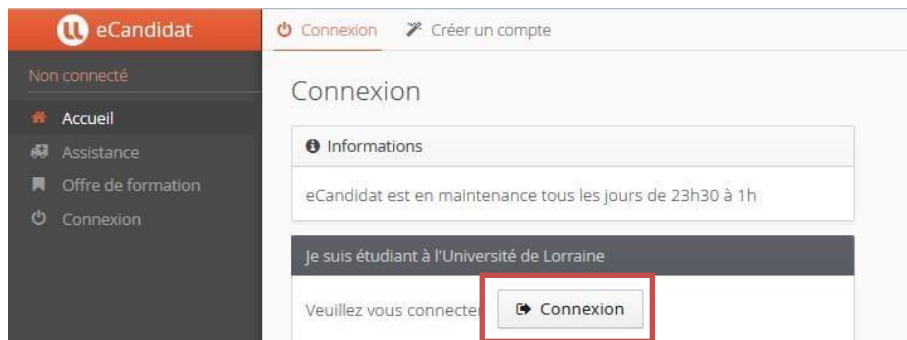 eCandidat
Connexion
Créer un compte
Non connecté
Accueil
Assistance
Offre de formation
Connexion
Connexion
Informations
eCandidat est en maintenance tous les jours de 23h30 à 1h
Je suis étudiant à l'Université de Lorraine
Veuillez vous connecter
Connexion